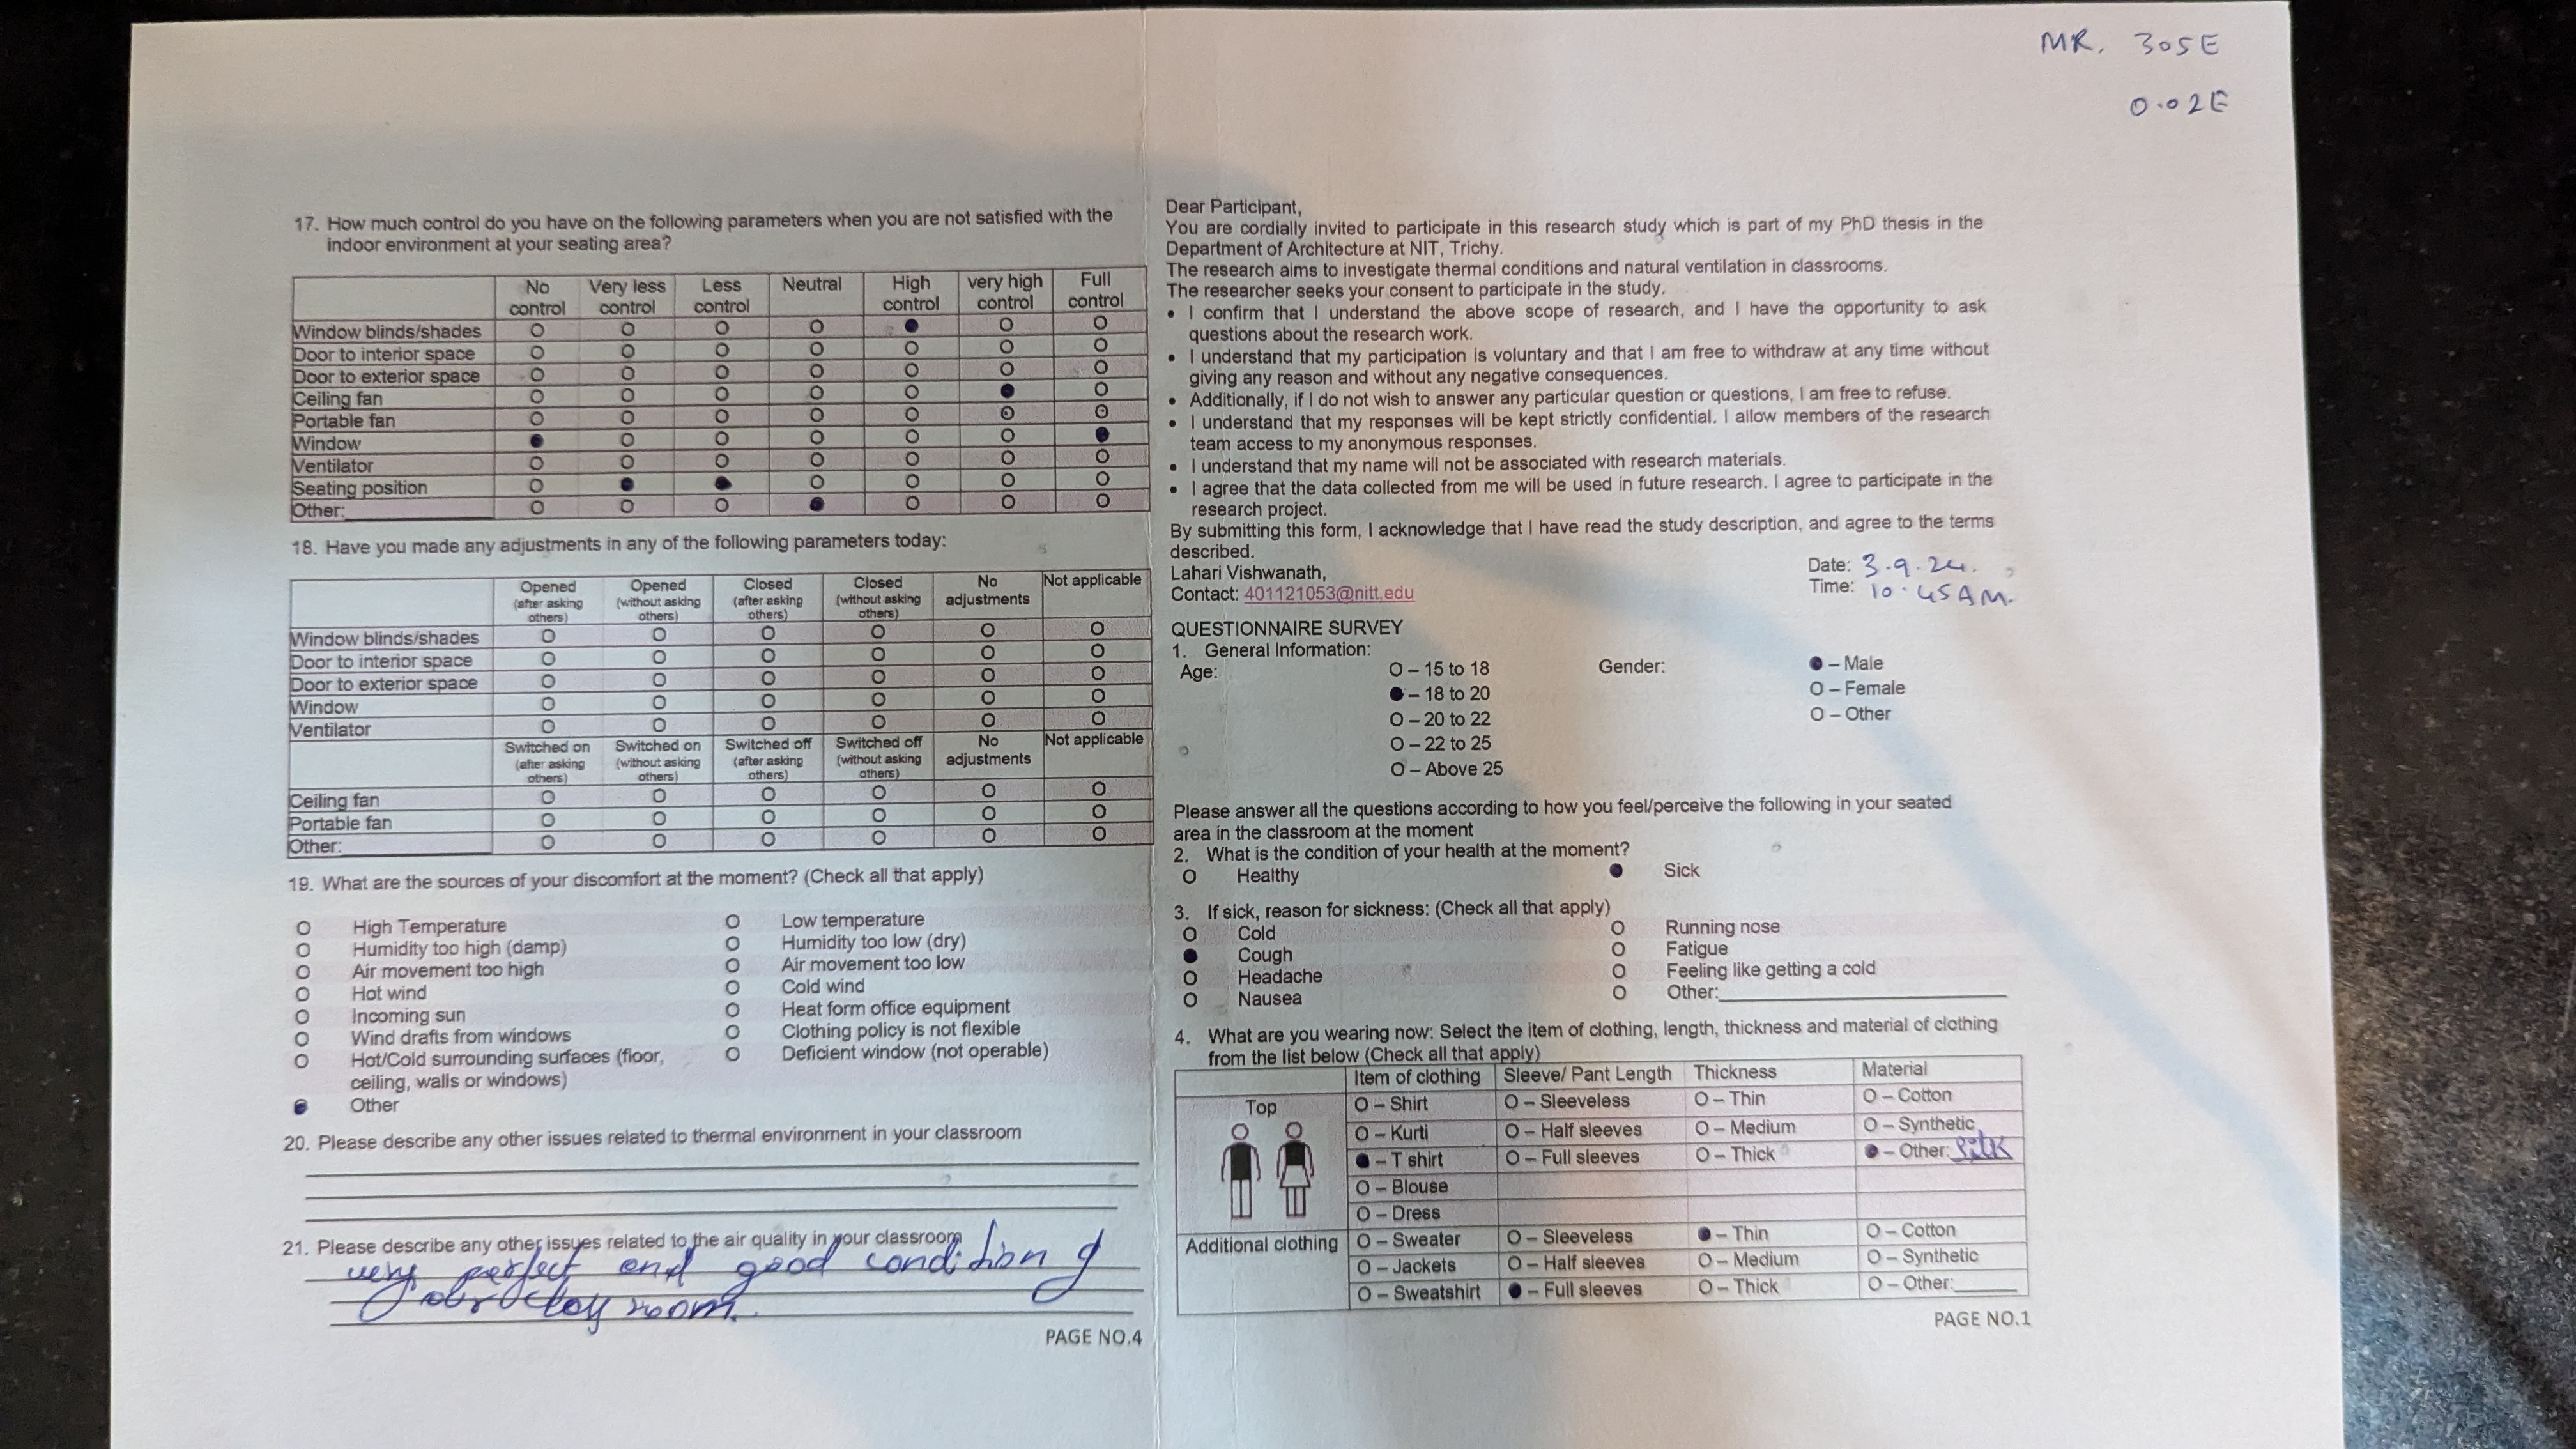 MR. 305E
0.02E
17. How much control do you have on the following parameters when you are not satisfied with the
indoor environment at your seating area?
No control Very less control Less control Neutral High control very high control Full control
Window blinds/shades O O O O ● O O
Door to interior space O O O O O O O
Door to exterior space O O O O O O O
Ceiling fan O O O O O ● O
Portable fan O O O O O O O
Window ● O O O O O ●
Ventilator O O O O O O O
Seating position O ● ● O O O O
Other: O O O ● O O O
18. Have you made any adjustments in any of the following parameters today:
Opened (after asking others) Opened (without asking others) Closed (after asking others) Closed (without asking others) No adjustments Not applicable
Window blinds/shades O O O O O O
Door to interior space O O O O O O
Door to exterior space O O O O O O
Window O O O O O O
Ventilator O O O O O O
Switched on (after asking others) Switched on (without asking others) Switched off (after asking others) Switched off (without asking others) No adjustments Not applicable
Ceiling fan O O O O O O
Portable fan O O O O O O
Other: O O O O O O
19. What are the sources of your discomfort at the moment? (Check all that apply)
O High Temperature O Low temperature
O Humidity too high (damp) O Humidity too low (dry)
O Air movement too high O Air movement too low
O Hot wind O Cold wind
O Incoming sun O Heat form office equipment
O Wind drafts from windows O Clothing policy is not flexible
O Hot/Cold surrounding surfaces (floor, O Deficient window (not operable)
ceiling, walls or windows)
● Other
20. Please describe any other issues related to thermal environment in your classroom
21. Please describe any other issues related to the air quality in your classroom
very perfect and good condition of
room.
PAGE NO.4
Dear Participant,
You are cordially invited to participate in this research study which is part of my PhD thesis in the
Department of Architecture at NIT, Trichy.
The research aims to investigate thermal conditions and natural ventilation in classrooms.
The researcher seeks your consent to participate in the study.
• I confirm that I understand the above scope of research, and I have the opportunity to ask
questions about the research work.
• I understand that my participation is voluntary and that I am free to withdraw at any time without
giving any reason and without any negative consequences.
• Additionally, if I do not wish to answer any particular question or questions, I am free to refuse.
• I understand that my responses will be kept strictly confidential. I allow members of the research
team access to my anonymous responses.
• I understand that my name will not be associated with research materials.
• I agree that the data collected from me will be used in future research. I agree to participate in the
research project.
By submitting this form, I acknowledge that I have read the study description, and agree to the terms
described.
Lahari Vishwanath,
Contact: 401121053@nitt.edu
Date: 3.9.24.
Time: 10.45AM.
QUESTIONNAIRE SURVEY
1. General Information:
Age: O – 15 to 18 Gender: ● – Male
● – 18 to 20 O – Female
O – 20 to 22 O – Other
O – 22 to 25
O – Above 25
Please answer all the questions according to how you feel/perceive the following in your seated
area in the classroom at the moment
2. What is the condition of your health at the moment?
O Healthy ● Sick
3. If sick, reason for sickness: (Check all that apply)
O Cold O Running nose
● Cough O Fatigue
O Headache O Feeling like getting a cold
O Nausea O Other:
4. What are you wearing now: Select the item of clothing, length, thickness and material of clothing
from the list below (Check all that apply)
Item of clothing Sleeve/ Pant Length Thickness Material
Top O – Shirt O – Sleeveless O – Thin O – Cotton
O – Kurti O – Half sleeves O – Medium O – Synthetic
● – T shirt O – Full sleeves O – Thick ● – Other: Silk
O – Blouse
O – Dress
Additional clothing O – Sweater O – Sleeveless ● – Thin O – Cotton
O – Jackets O – Half sleeves O – Medium O – Synthetic
O – Sweatshirt ● – Full sleeves O – Thick O – Other:
PAGE NO.1